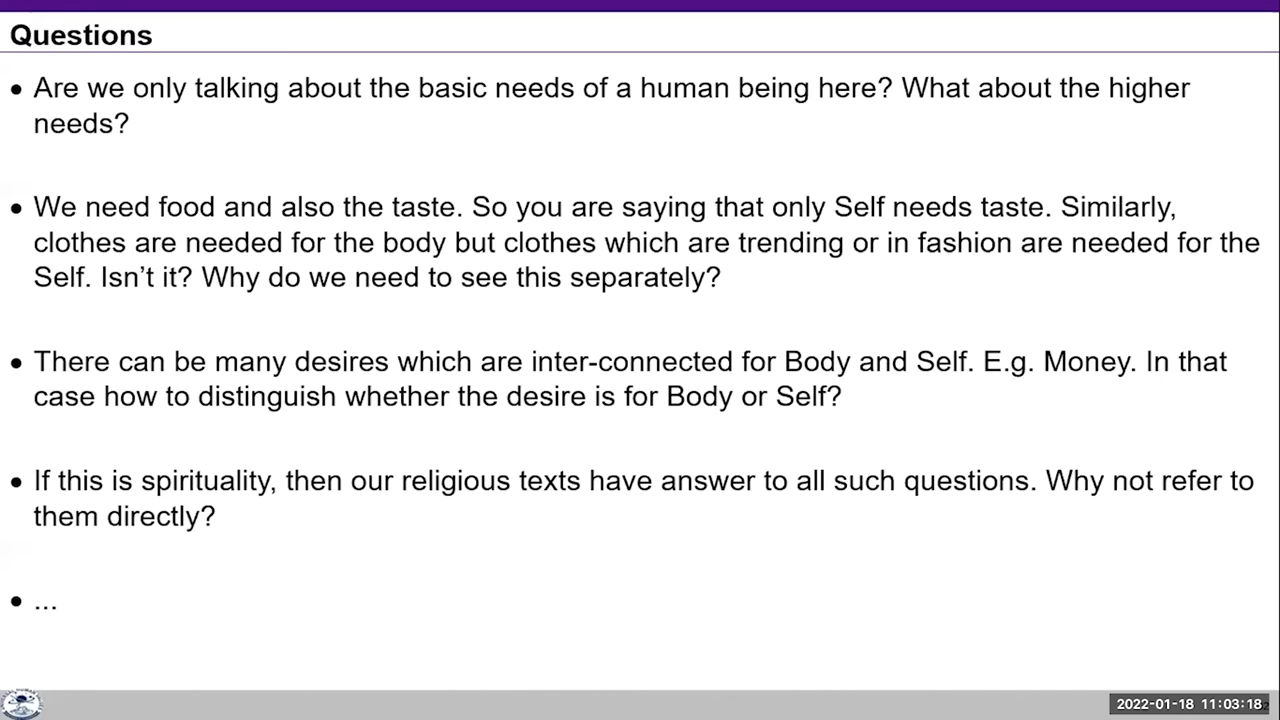 Questions
• Are we only talking about the basic needs of a human being here? What about the higher
needs?
• We need food and also the taste. So you are saying that only Self needs taste. Similarly,
clothes are needed for the body but clothes which are trending or in fashion are needed for the
Self. Isn't it? Why do we need to see this separately?
• There can be many desires which are inter-connected for Body and Self. E.g. Money. In that
case how to distinguish whether the desire is for Body or Self?
• If this is spirituality, then our religious texts have answer to all such questions. Why not refer to
them directly?
• ...
2022-01-18 11:03:18